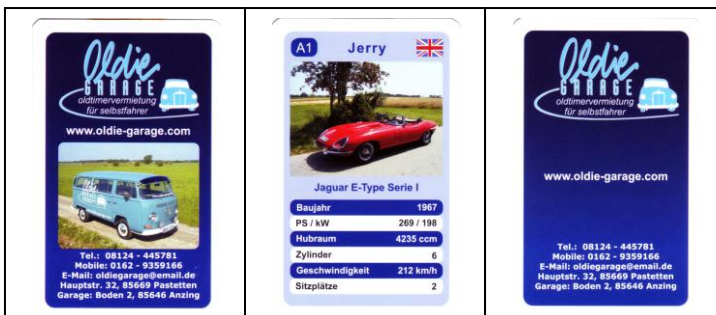 Oldie
GARAGE
oldtimervermietung
für selbstfahrer
www.oldie-garage.com
Tel.: 08124 - 445781
Mobile: 0162 - 9359166
E-Mail: oldiegarage@email.de
Hauptstr. 32, 85669 Pastetten
Garage: Boden 2, 85646 Anzing
A1 Jerry
Jaguar E-Type Serie I
Baujahr 1967
PS / kW 269 / 198
Hubraum 4235 ccm
Zylinder 6
Geschwindigkeit 212 km/h
Sitzplätze 2
Oldie
GARAGE
oldtimervermietung
für selbstfahrer
www.oldie-garage.com
Tel.: 08124 - 445781
Mobile: 0162 - 9359166
E-Mail: oldiegarage@email.de
Hauptstr. 32, 85669 Pastetten
Garage: Boden 2, 85646 Anzing